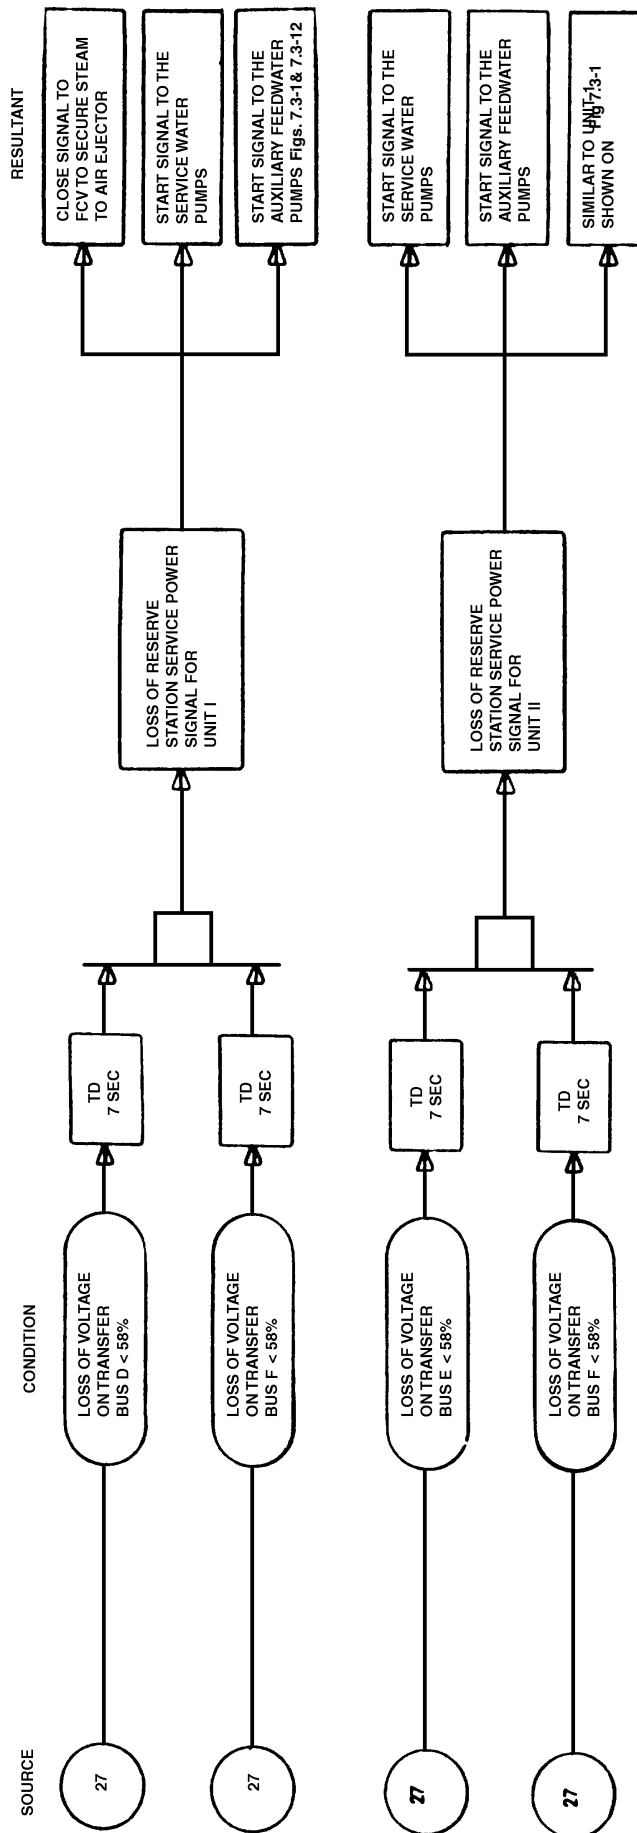 SOURCE
CONDITION
RESULTANT
27
LOSS OF VOLTAGE
ON TRANSFER
BUS D < 58%
TD
7 SEC
27
LOSS OF VOLTAGE
ON TRANSFER
BUS F < 58%
TD
7 SEC
LOSS OF RESERVE
STATION SERVICE POWER
SIGNAL FOR
UNIT I
CLOSE SIGNAL TO
FCV TO SECURE STEAM
TO AIR EJECTOR
START SIGNAL TO THE
SERVICE WATER
PUMPS
START SIGNAL TO THE
AUXILIARY FEEDWATER
PUMPS Figs. 7.3-1& 7.3-12
27
LOSS OF VOLTAGE
ON TRANSFER
BUS E < 58%
TD
7 SEC
27
LOSS OF VOLTAGE
ON TRANSFER
BUS F < 58%
TD
7 SEC
LOSS OF RESERVE
STATION SERVICE POWER
SIGNAL FOR
UNIT II
START SIGNAL TO THE
SERVICE WATER
PUMPS
START SIGNAL TO THE
AUXILIARY FEEDWATER
PUMPS
SIMILAR TO UNIT-1
SHOWN ON
Fig 7.3-1